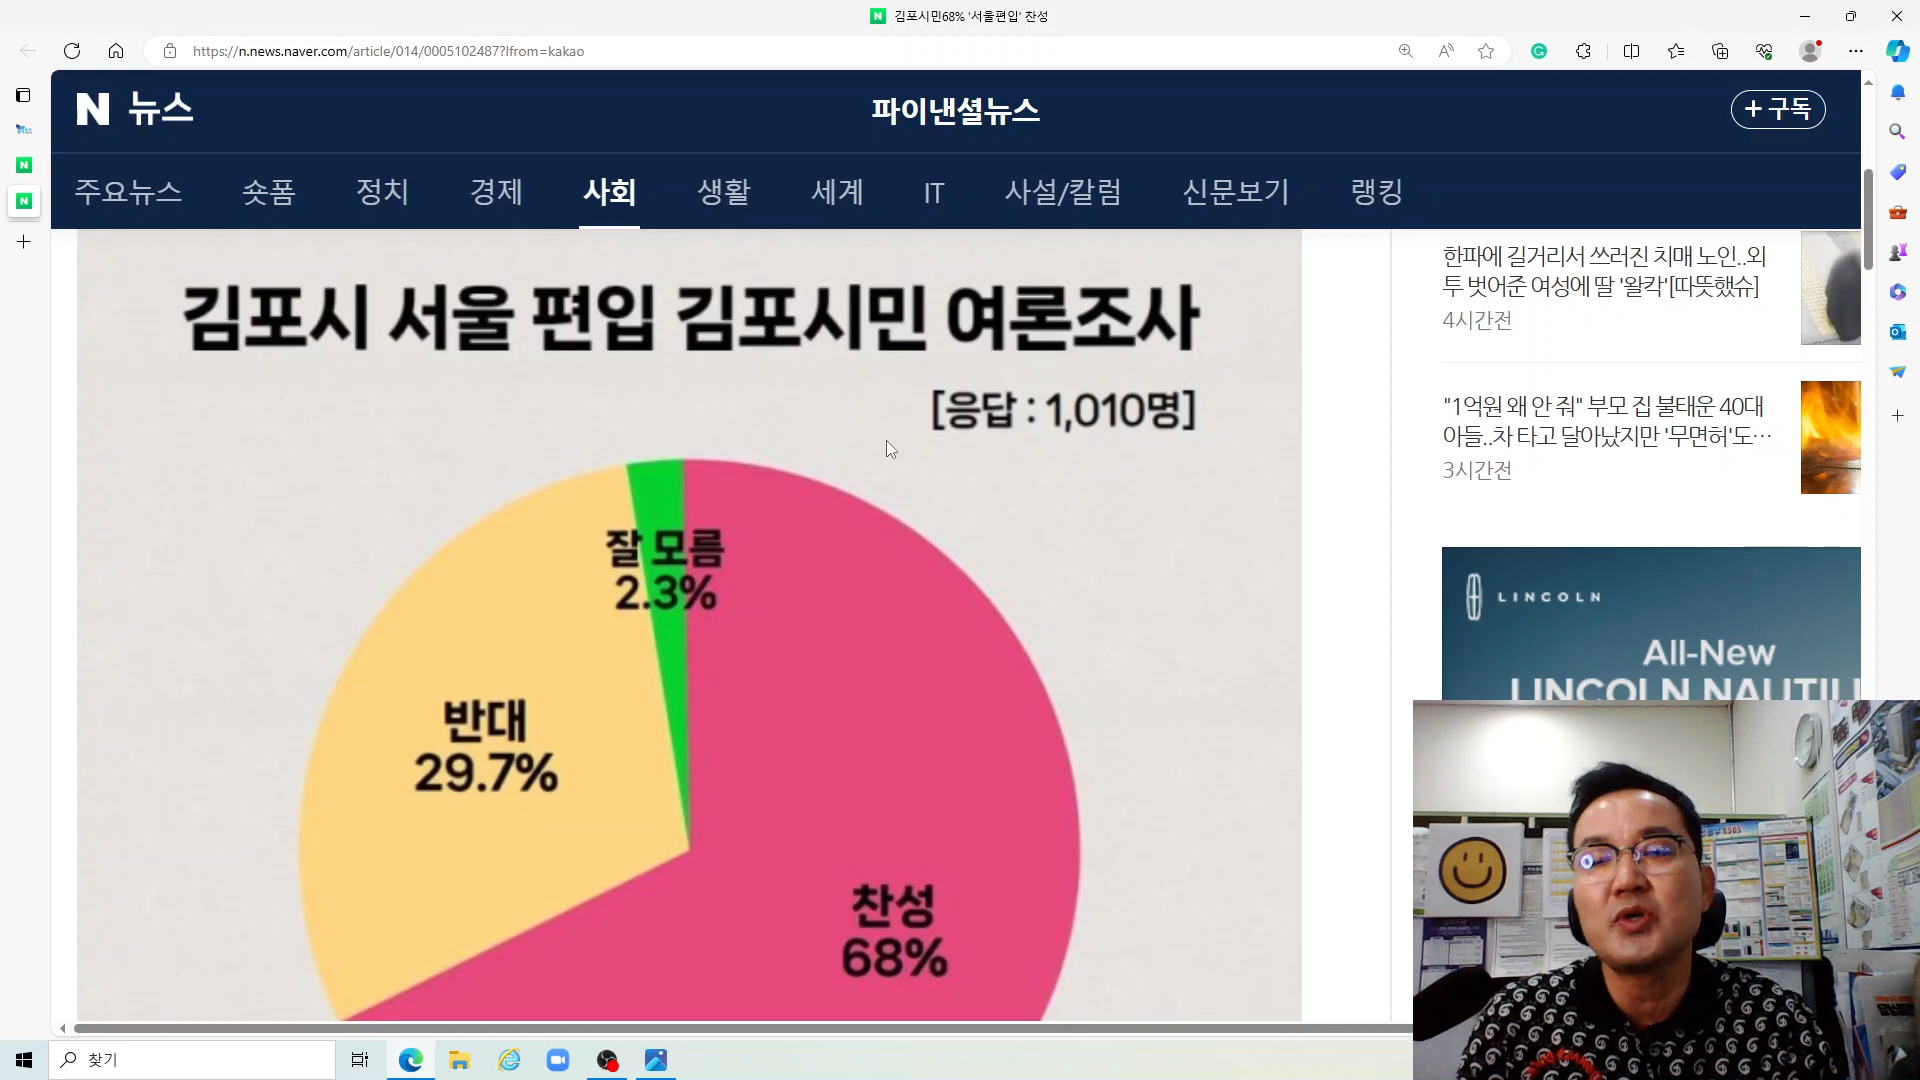 김포시민68% '서울편입' 찬성
https://n.news.naver.com/article/014/0005102487?lfrom=kakao
N 뉴스
파이낸셜뉴스
+ 구독
주요뉴스 숏폼 정치 경제 사회 생활 세계 IT 사설/칼럼 신문보기 랭킹
김포시 서울 편입 김포시민 여론조사
[응답 : 1,010명]
잘 모름
2.3%
반대
29.7%
찬성
68%
한파에 길거리서 쓰러진 치매 노인..외
투 벗어준 여성에 딸 '왈칵'[따뜻했슈]
4시간전
"1억원 왜 안 줘" 부모 집 불태운 40대
아들..차 타고 달아났지만 '무면허'도…
3시간전
LINCOLN
All-New
LINCOLN NAUTIL
찾기